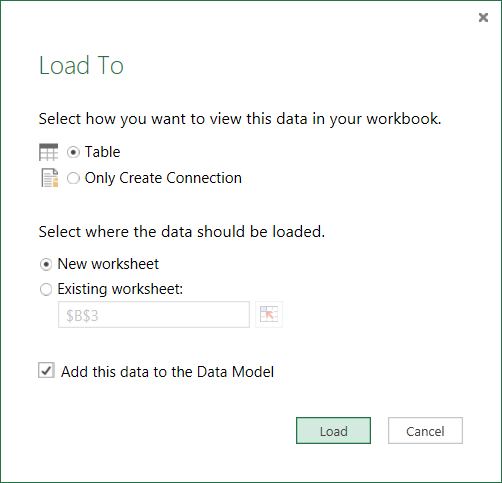 Load To
Select how you want to view this data in your workbook.
Table
Only Create Connection
Select where the data should be loaded.
New worksheet
Existing worksheet:
$B$3
Add this data to the Data Model
Load
Cancel